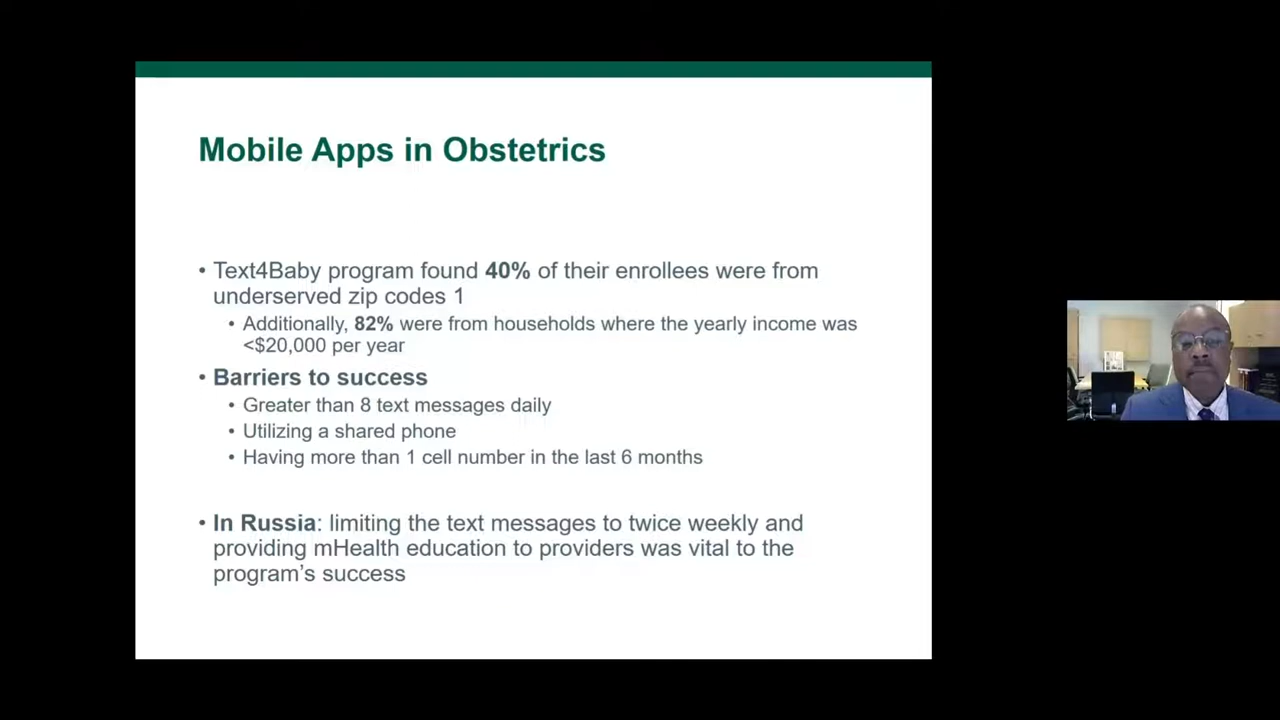 Mobile Apps in Obstetrics
• Text4Baby program found 40% of their enrollees were from
underserved zip codes 1
• Additionally, 82% were from households where the yearly income was
<$20,000 per year
• Barriers to success
• Greater than 8 text messages daily
• Utilizing a shared phone
• Having more than 1 cell number in the last 6 months
• In Russia: limiting the text messages to twice weekly and
providing mHealth education to providers was vital to the
program’s success